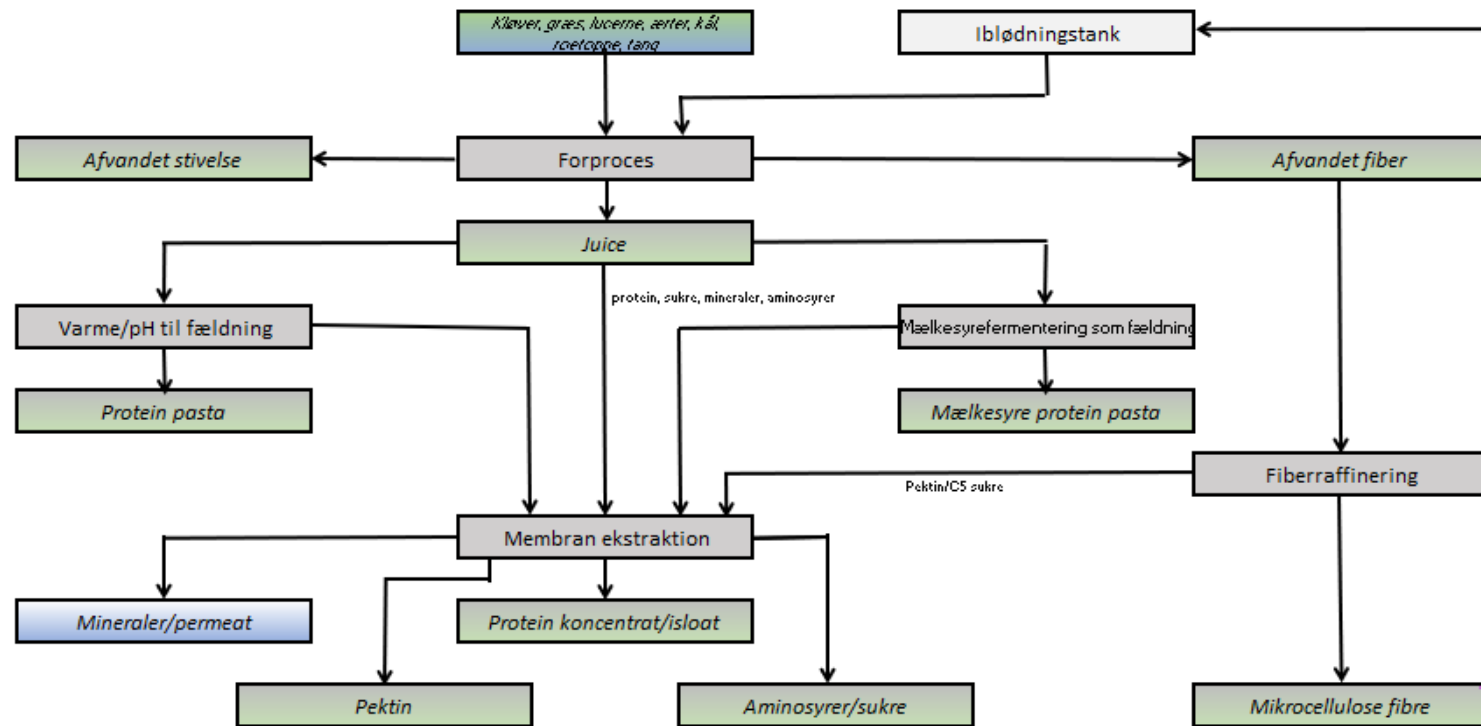 Kløver, græs, lucerne, ærter, kål,
roetoppe, tang
Iblødningstank
Afvandet stivelse
Forproces
Afvandet fiber
Juice
protein, sukre, mineraler, aminosyrer
Varme/pH til fældning
Mælkesyrefermentering som fældning
Protein pasta
Mælkesyre protein pasta
Fiberraffinering
Pektin/C5 sukre
Membran ekstraktion
Mineraler/permeat
Protein koncentrat/isloat
Pektin
Aminosyrer/sukre
Mikrocellulose fibre